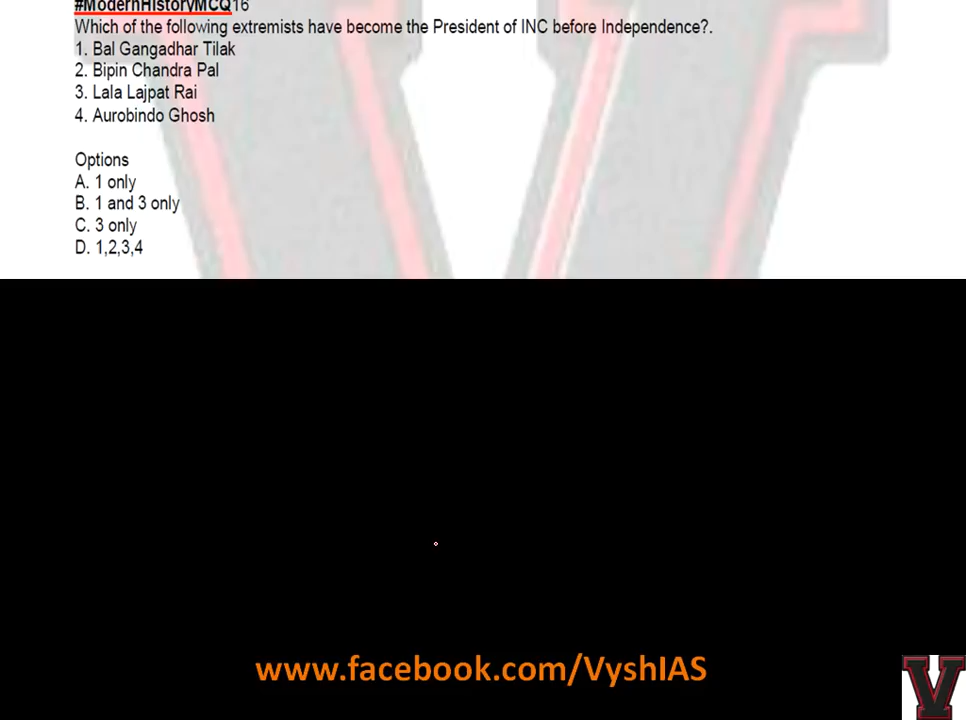 #ModernHistoryMCQ16
Which of the following extremists have become the President of INC before Independence?.
1. Bal Gangadhar Tilak
2. Bipin Chandra Pal
3. Lala Lajpat Rai
4. Aurobindo Ghosh
Options
A. 1 only
B. 1 and 3 only
C. 3 only
D. 1,2,3,4
www.facebook.com/VyshIAS
V